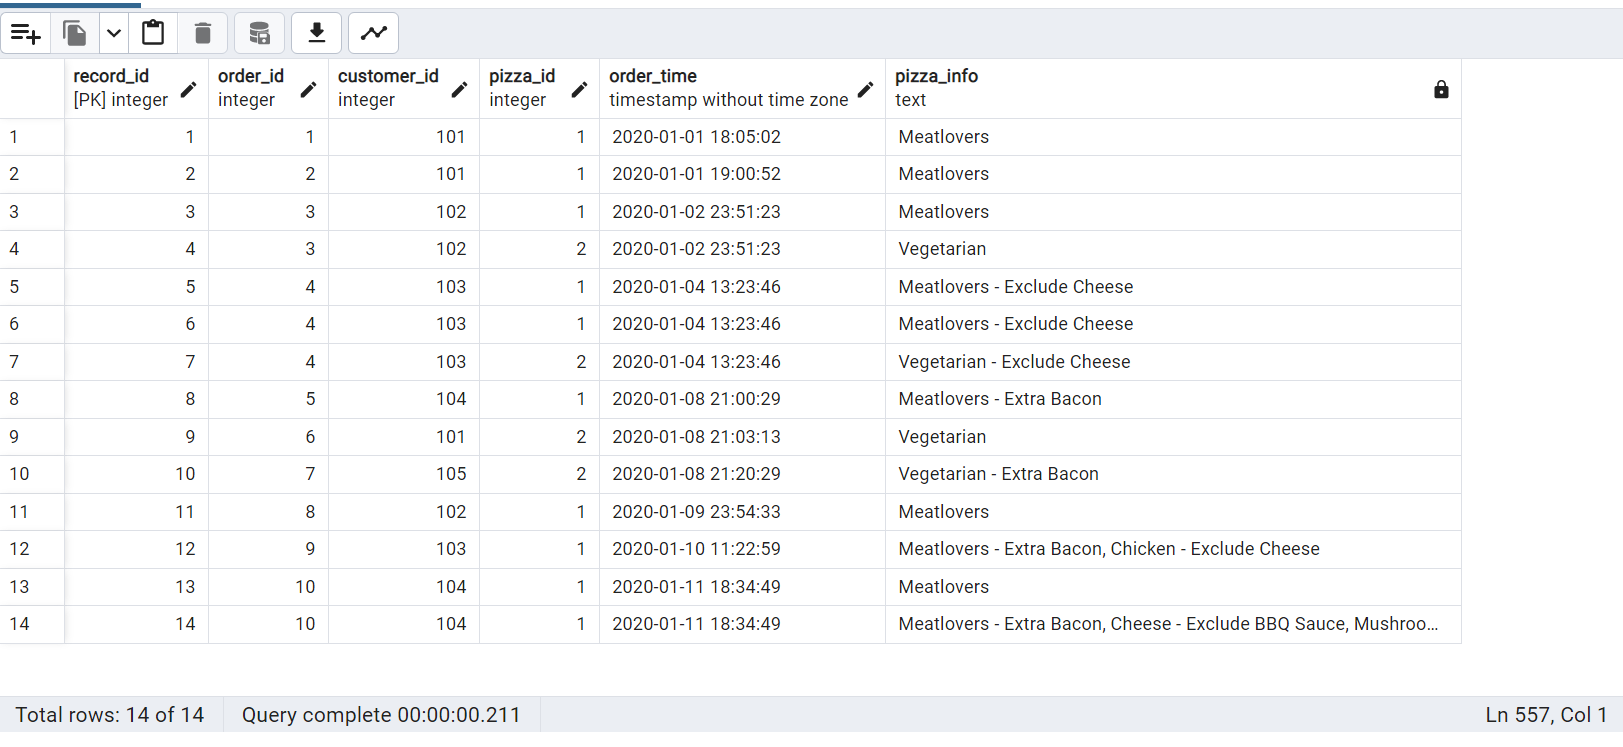 record_id order_id customer_id pizza_id order_time pizza_info
[PK] integer integer integer integer timestamp without time zone text
1 1 1 101 1 2020-01-01 18:05:02 Meatlovers
2 2 2 101 1 2020-01-01 19:00:52 Meatlovers
3 3 3 102 1 2020-01-02 23:51:23 Meatlovers
4 4 3 102 2 2020-01-02 23:51:23 Vegetarian
5 5 4 103 1 2020-01-04 13:23:46 Meatlovers - Exclude Cheese
6 6 4 103 1 2020-01-04 13:23:46 Meatlovers - Exclude Cheese
7 7 4 103 2 2020-01-04 13:23:46 Vegetarian - Exclude Cheese
8 8 5 104 1 2020-01-08 21:00:29 Meatlovers - Extra Bacon
9 9 6 101 2 2020-01-08 21:03:13 Vegetarian
10 10 7 105 2 2020-01-08 21:20:29 Vegetarian - Extra Bacon
11 11 8 102 1 2020-01-09 23:54:33 Meatlovers
12 12 9 103 1 2020-01-10 11:22:59 Meatlovers - Extra Bacon, Chicken - Exclude Cheese
13 13 10 104 1 2020-01-11 18:34:49 Meatlovers
14 14 10 104 1 2020-01-11 18:34:49 Meatlovers - Extra Bacon, Cheese - Exclude BBQ Sauce, Mushroo...
Total rows: 14 of 14 Query complete 00:00:00.211 Ln 557, Col 1